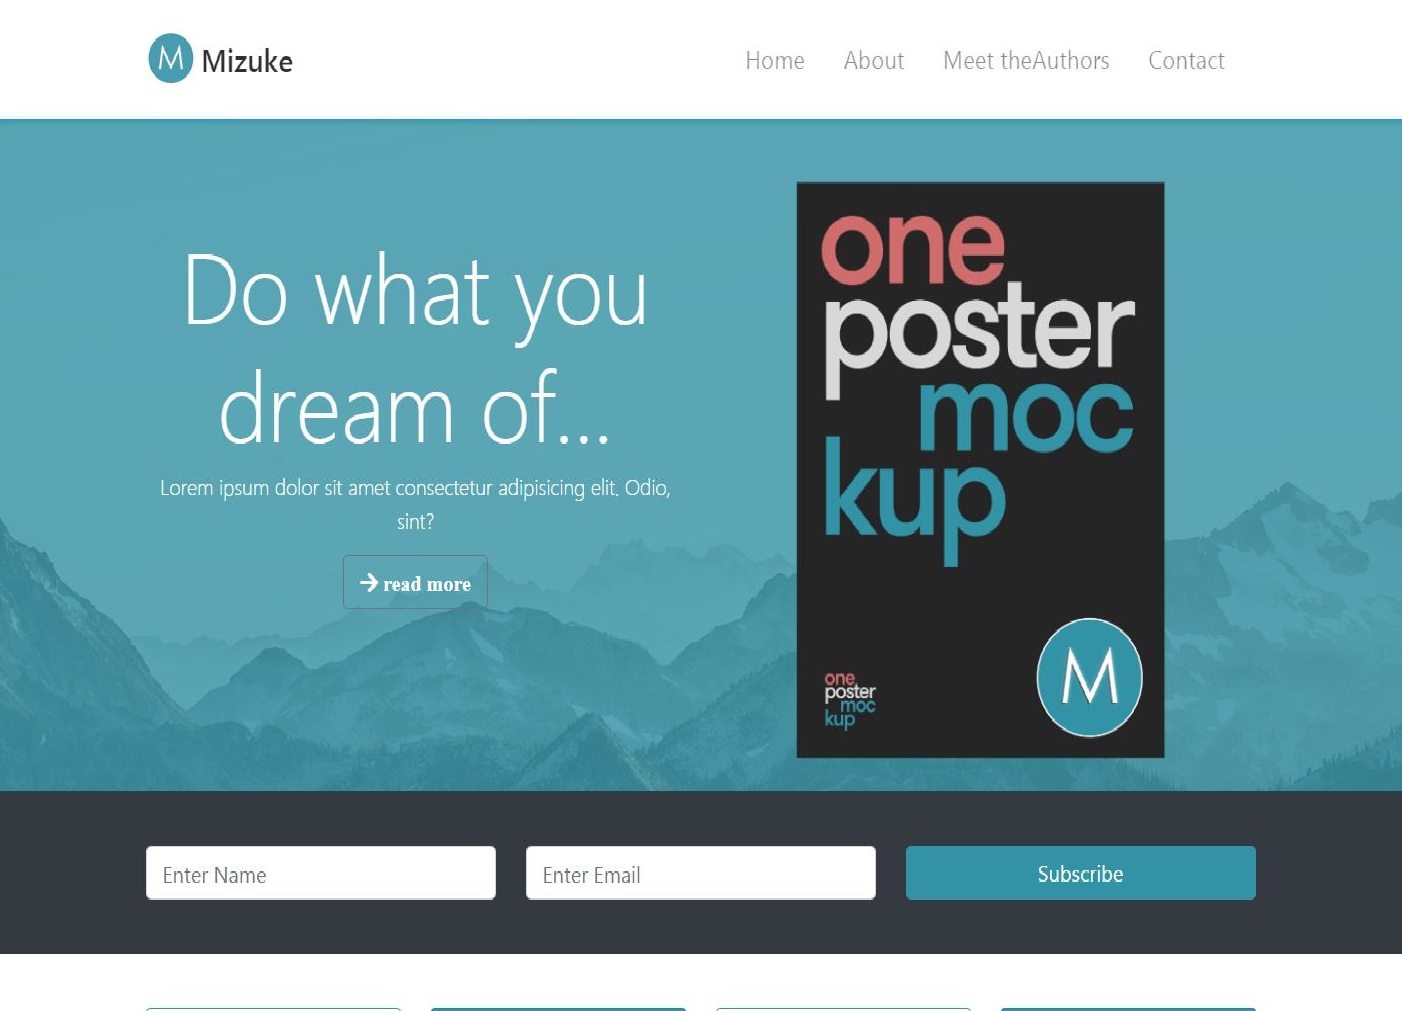 M Mizuke
Home About Meet theAuthors Contact
Do what you
dream of...
Lorem ipsum dolor sit amet consectetur adipisicing elit. Odio,
sint?
read more
one
poster
moc
kup
one
poster
moc
kup
M
Enter Name
Enter Email
Subscribe